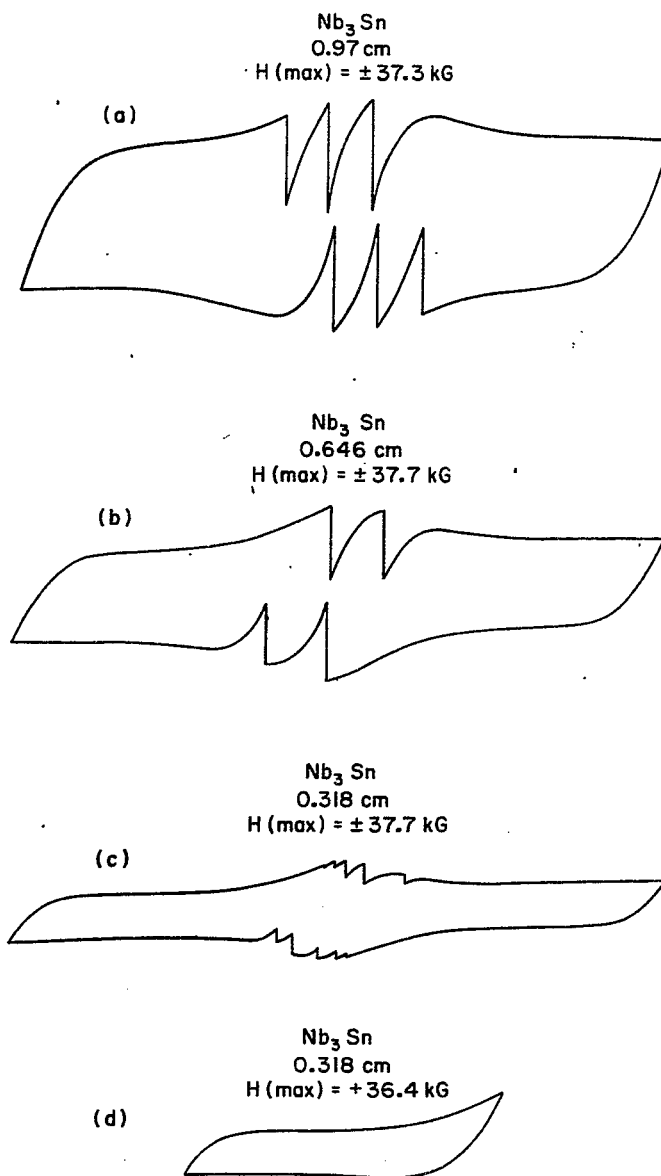 Nb₃ Sn
0.97 cm
H (max) = ± 37.3 kG
(a)
Nb₃ Sn
0.646 cm
H (max) = ± 37.7 kG
(b)
Nb₃ Sn
0.318 cm
H (max) = ± 37.7 kG
(c)
Nb₃ Sn
0.318 cm
H (max) = +36.4 kG
(d)